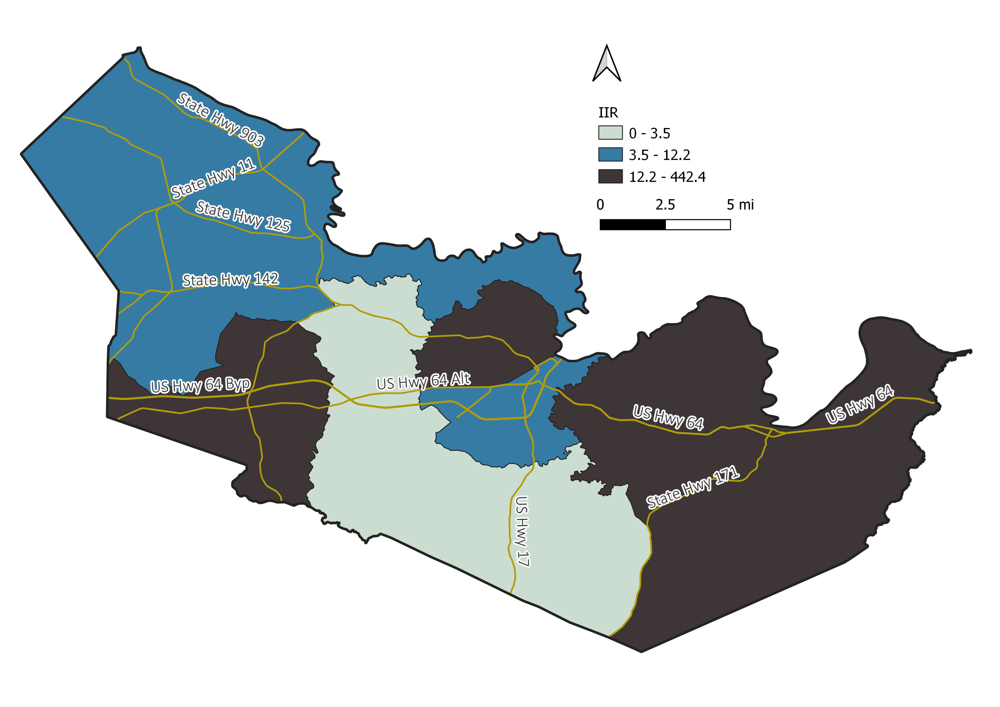 State Hwy 903
IIR
0 - 3.5
3.5 - 12.2
12.2 - 442.4
0 2.5 5 mi
State Hwy 11
State Hwy 125
State Hwy 142
US Hwy 64 Byp
US Hwy 64 Alt
US Hwy 64
US Hwy 64
State Hwy 171
US Hwy 17